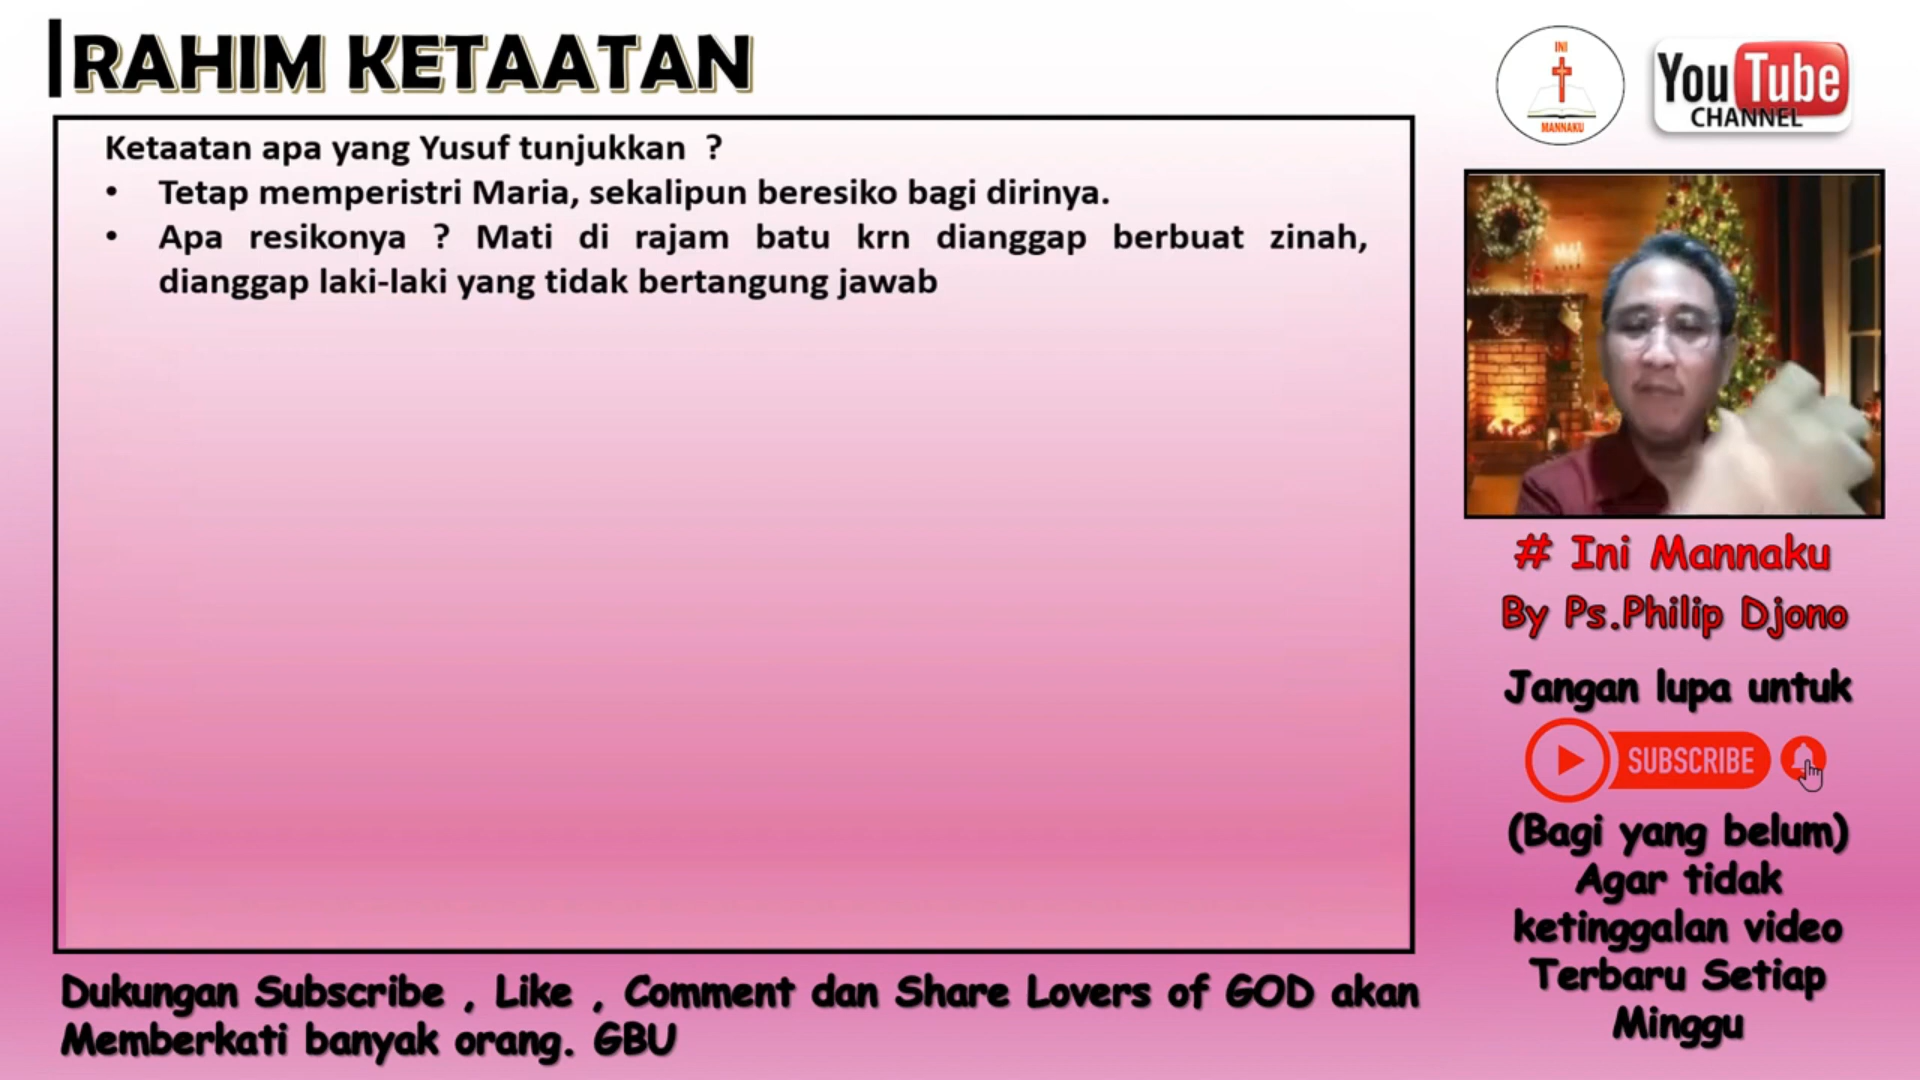 RAHIM KETAATAN
Ketaatan apa yang Yusuf tunjukkan ?
• Tetap memperistri Maria, sekalipun beresiko bagi dirinya.
• Apa resikonya ? Mati di rajam batu krn dianggap berbuat zinah,
dianggap laki-laki yang tidak bertangung jawab
INI
MANNAKU
YouTube
CHANNEL
# Ini Mannaku
By Ps.Philip Djono
Jangan lupa untuk
SUBSCRIBE
(Bagi yang belum)
Agar tidak
ketinggalan video
Terbaru Setiap
Minggu
Dukungan Subscribe , Like , Comment dan Share Lovers of GOD akan
Memberkati banyak orang. GBU